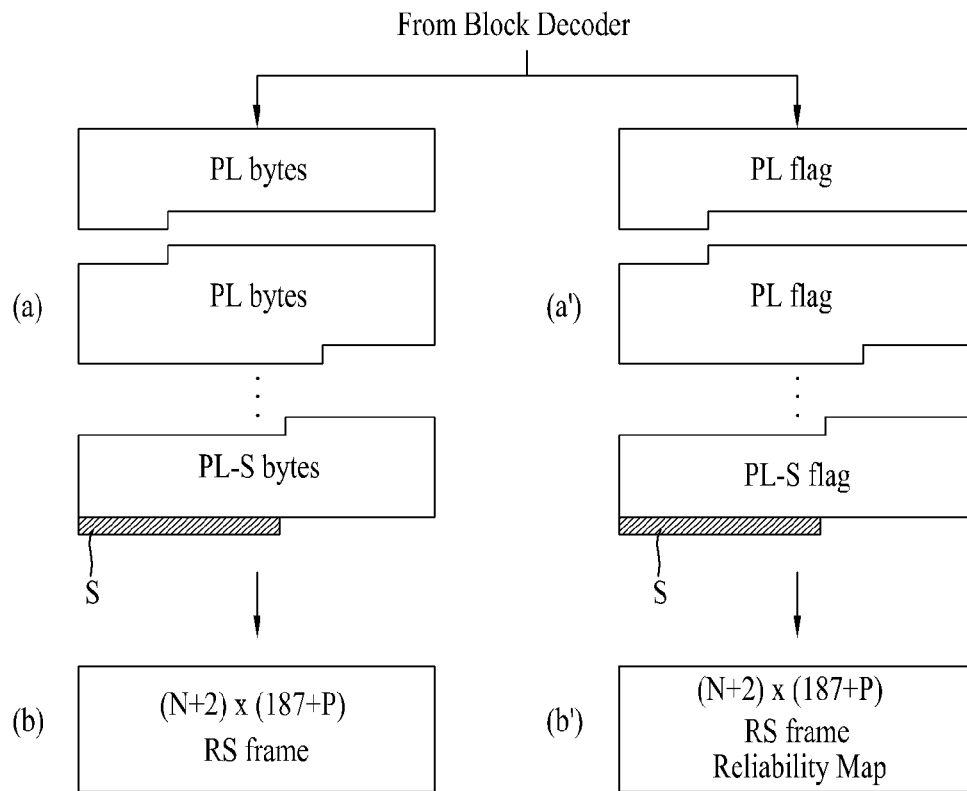 From Block Decoder
PL bytes
PL flag
(a)
PL bytes
(a')
PL flag
PL-S bytes
PL-S flag
S
S
(b)
(N+2) x (187+P)
RS frame
(b')
(N+2) x (187+P)
RS frame
Reliability Map